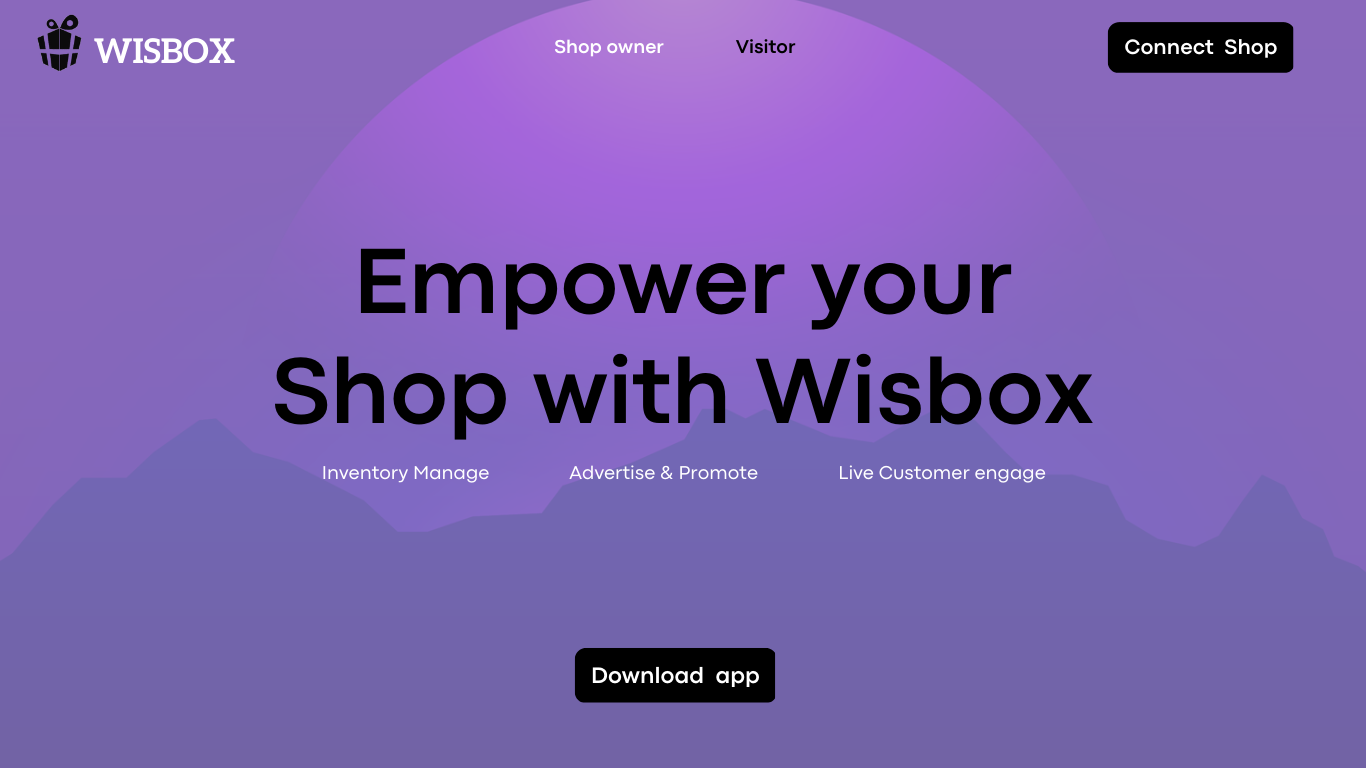 WISBOX
Shop owner
Visitor
Connect Shop
Empower your
Shop with Wisbox
Inventory Manage
Advertise & Promote
Live Customer engage
Download app